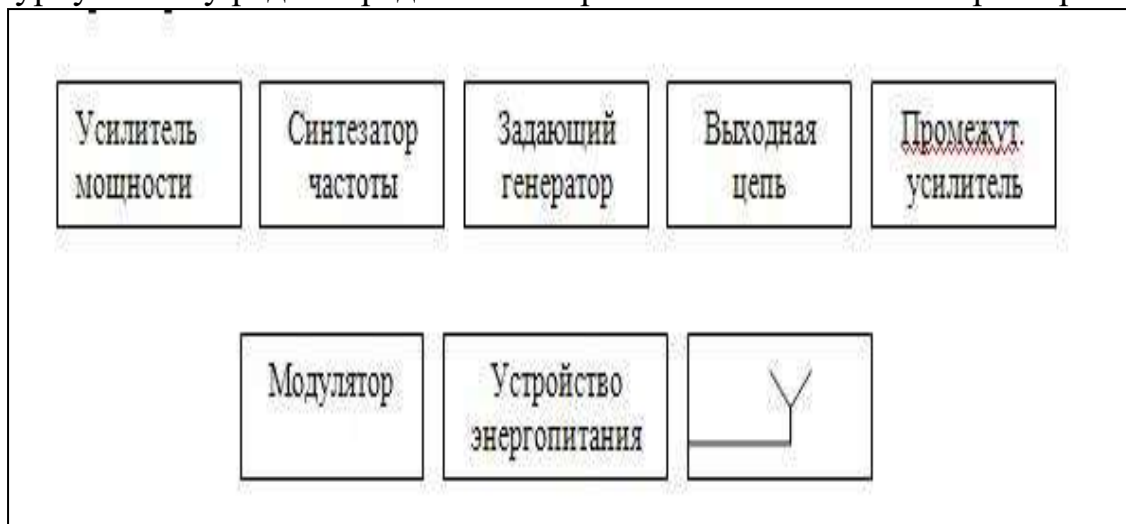 Усилитель
мощности
Синтезатор
частоты
Задающий
генератор
Выходная
цепь
Промежут.
усилитель
Модулятор
Устройство
энергопитания